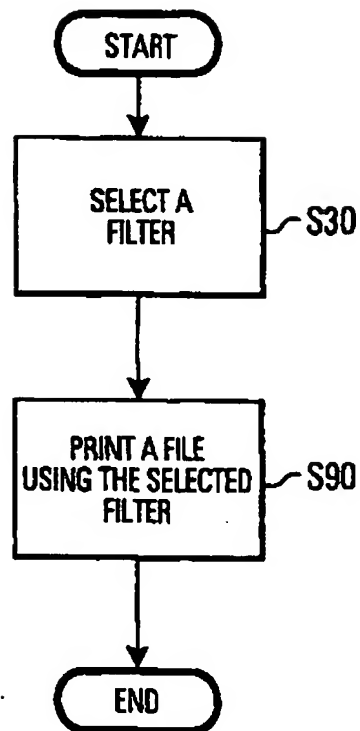 START
SELECT A
FILTER
S30
PRINT A FILE
USING THE SELECTED
FILTER
S90
END